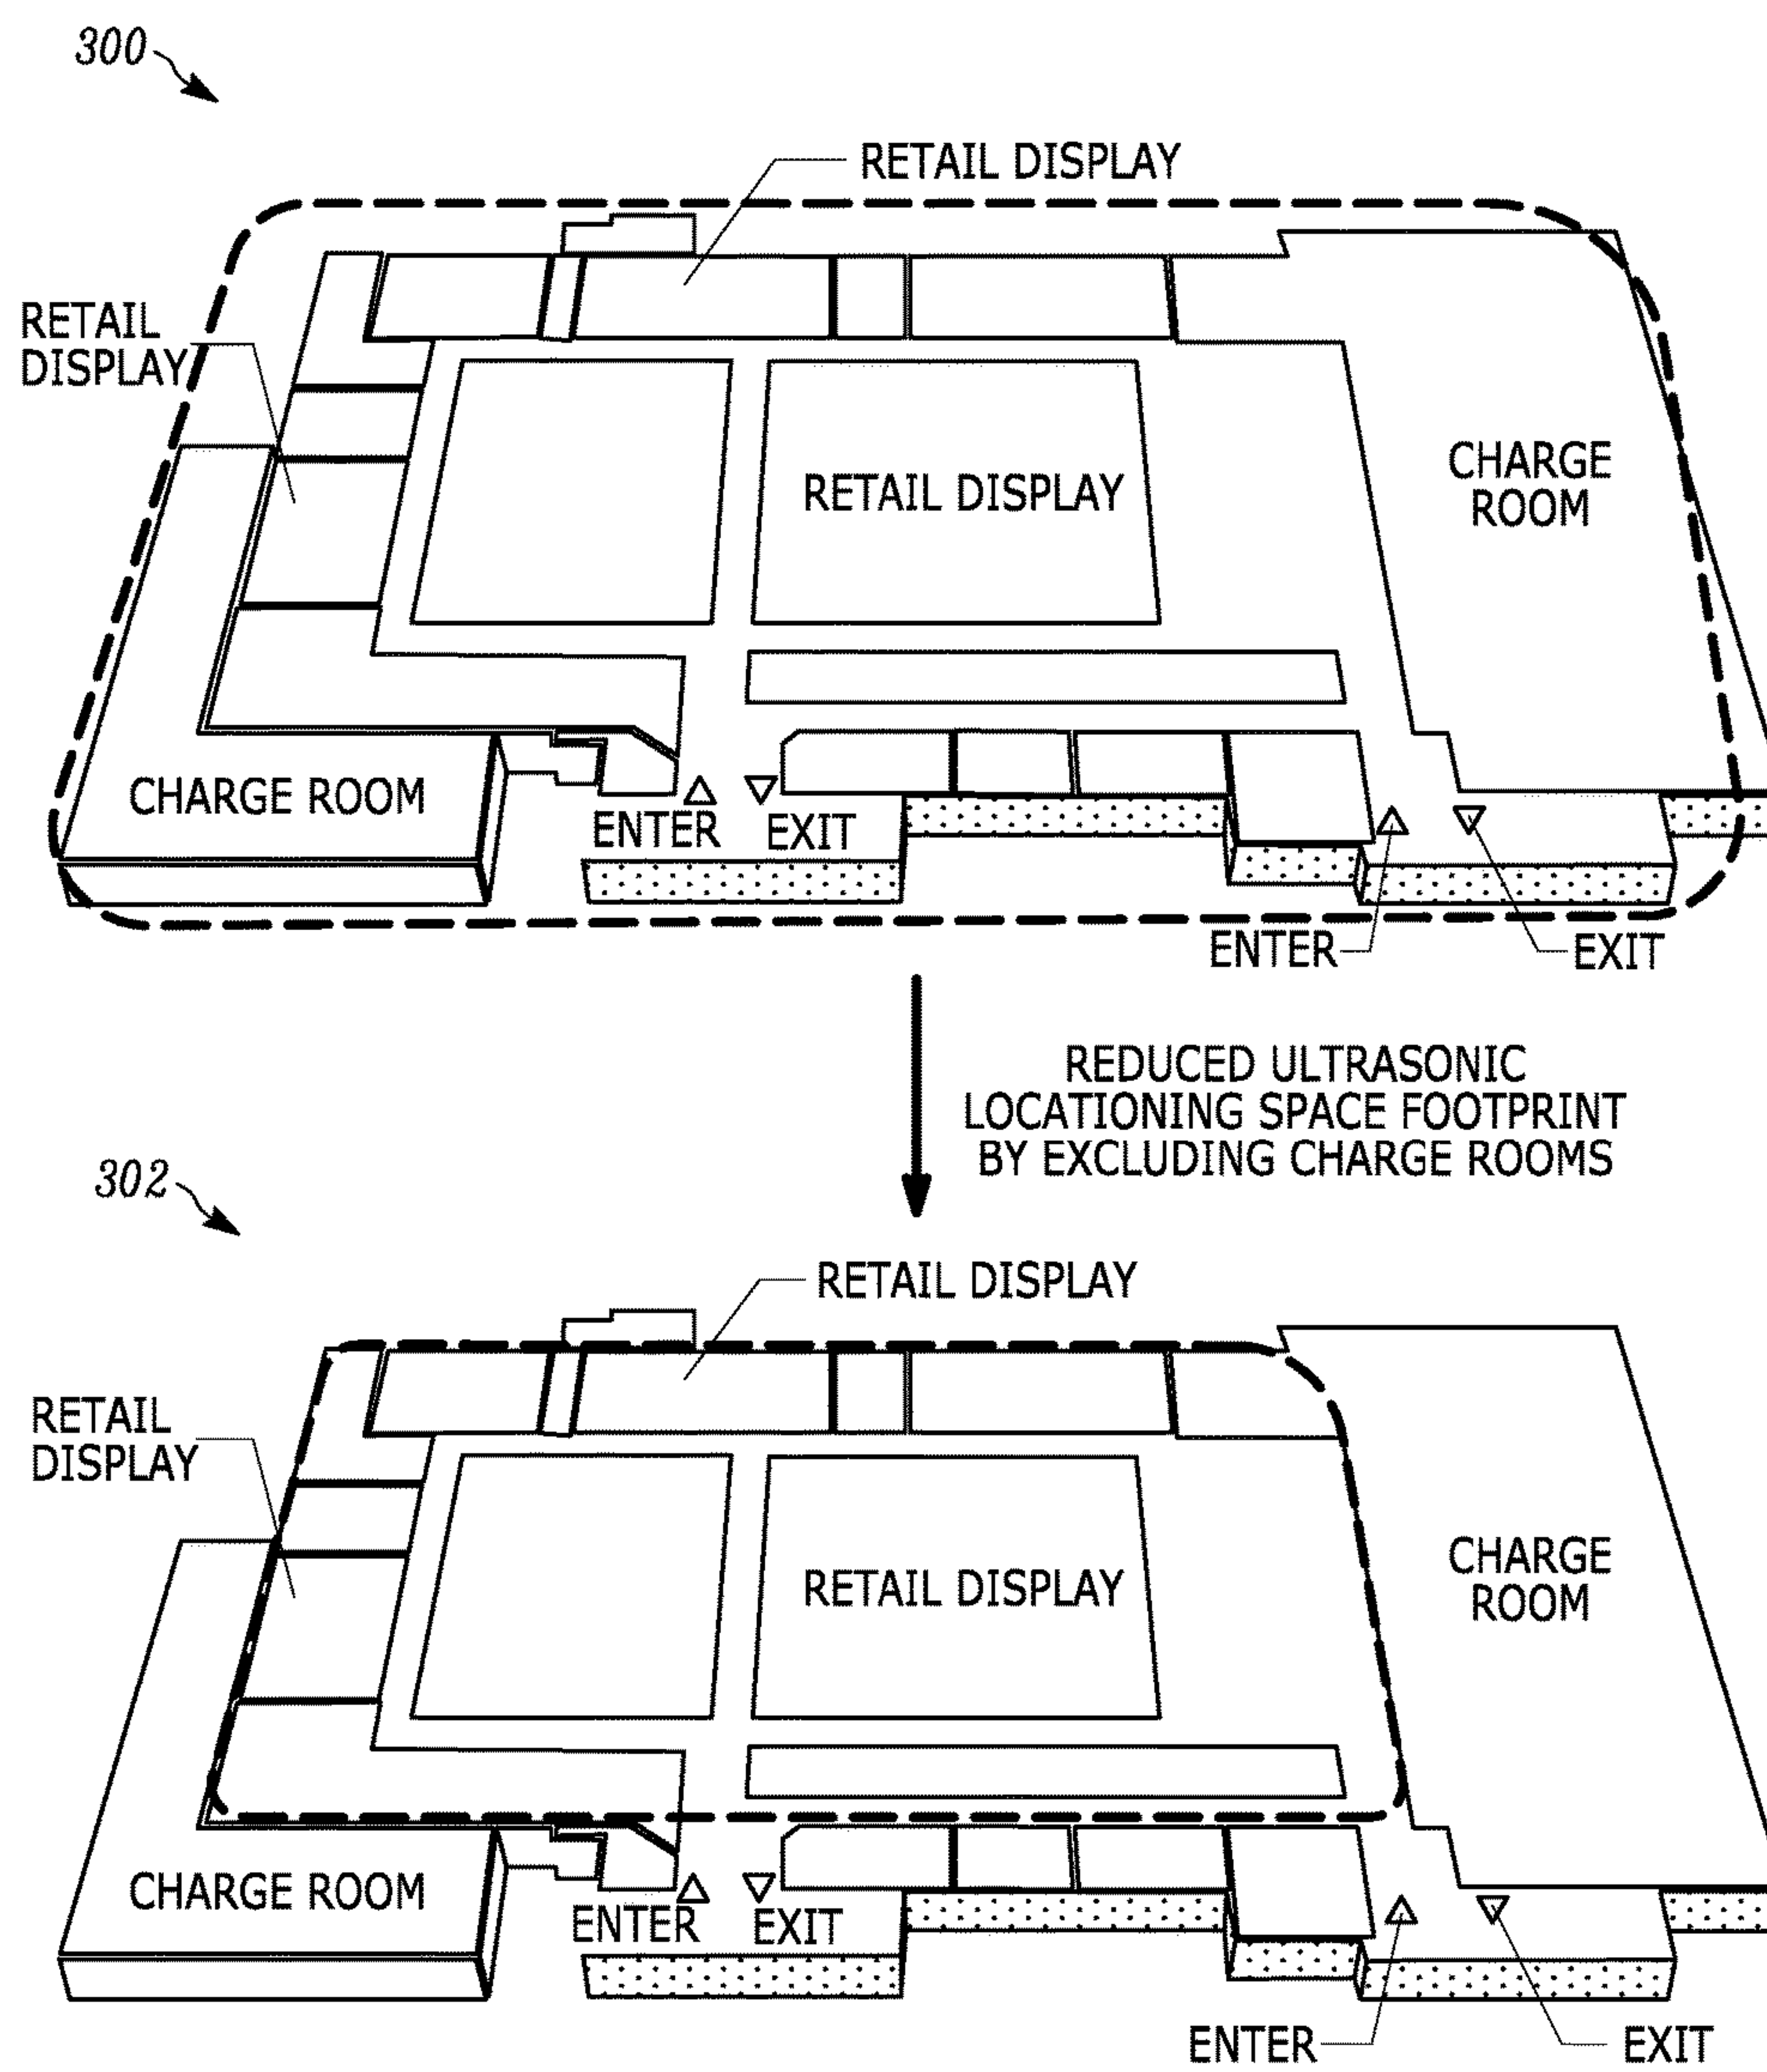 300
RETAIL DISPLAY
RETAIL
DISPLAY
RETAIL DISPLAY
CHARGE
ROOM
CHARGE ROOM
ENTER
EXIT
ENTER
EXIT
REDUCED ULTRASONIC
LOCATIONING SPACE FOOTPRINT
BY EXCLUDING CHARGE ROOMS
302
RETAIL DISPLAY
RETAIL
DISPLAY
RETAIL DISPLAY
CHARGE
ROOM
CHARGE ROOM
ENTER
EXIT
ENTER
EXIT